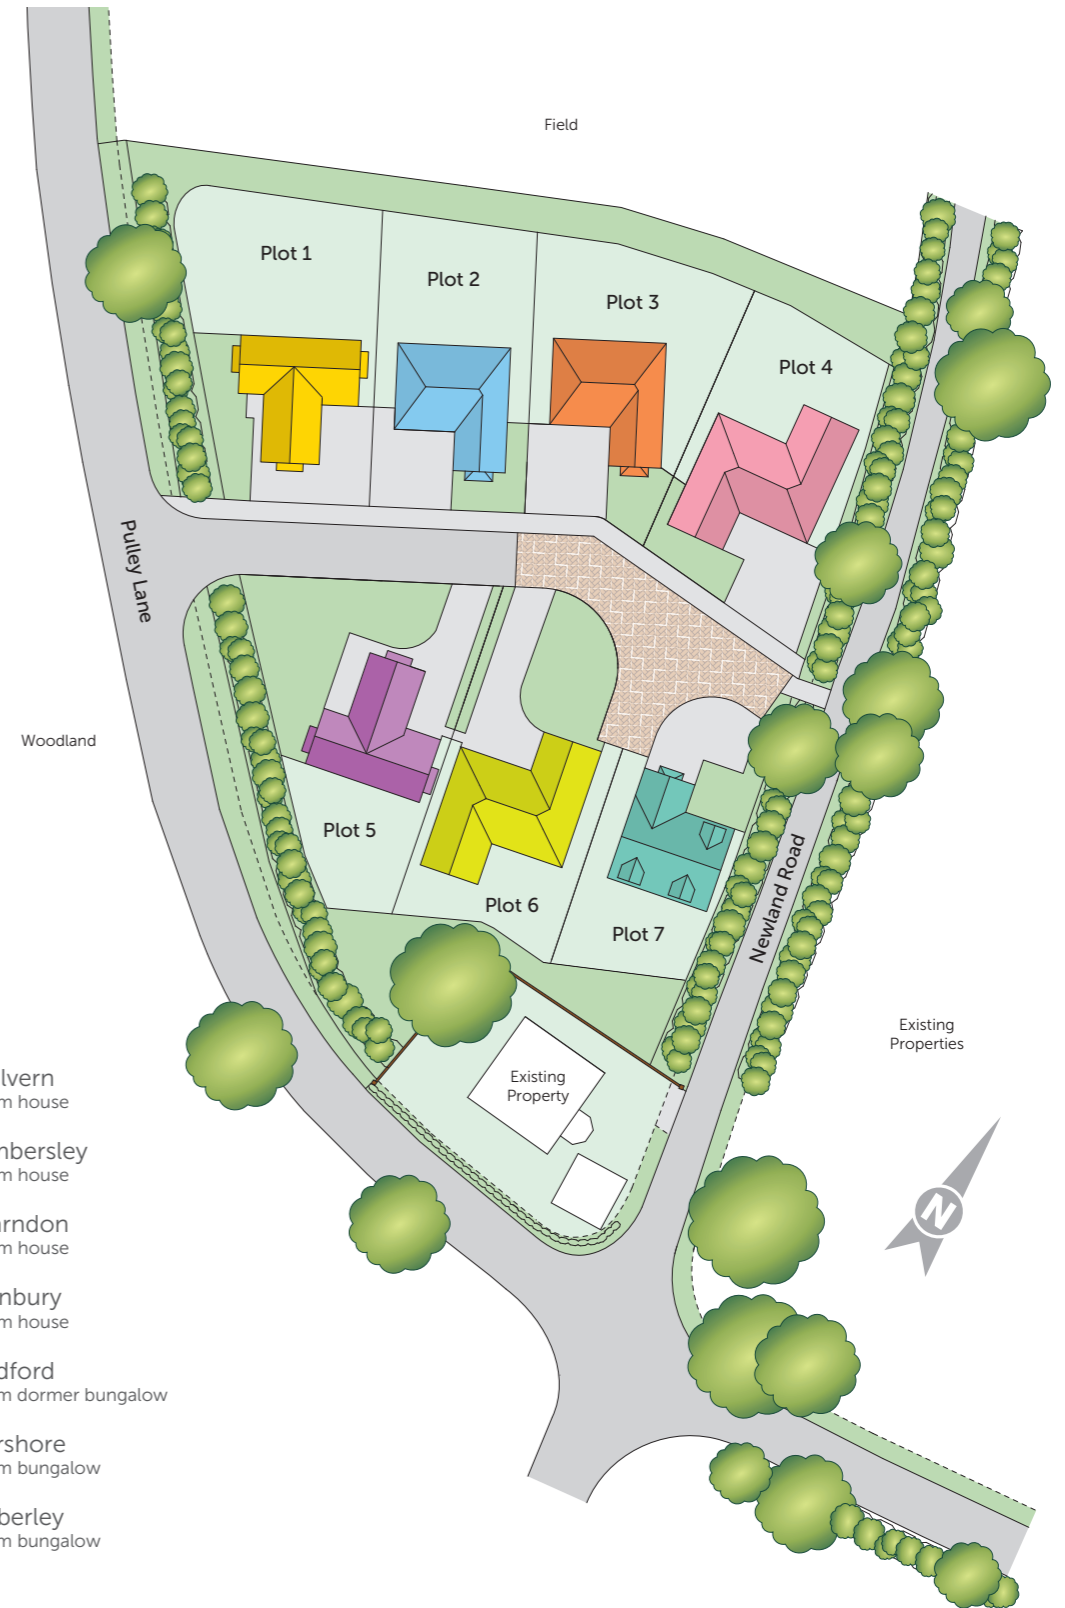 Field
Plot 1
Plot 2
Plot 3
Plot 4
Pulley Lane
Woodland
Plot 5
Plot 6
Plot 7
Newland Road
Existing
Properties
Existing
Property
N
lvern
m house
nbersley
m house
rndon
m house
nbury
m house
dford
m dormer bungalow
rshore
m bungalow
berley
m bungalow